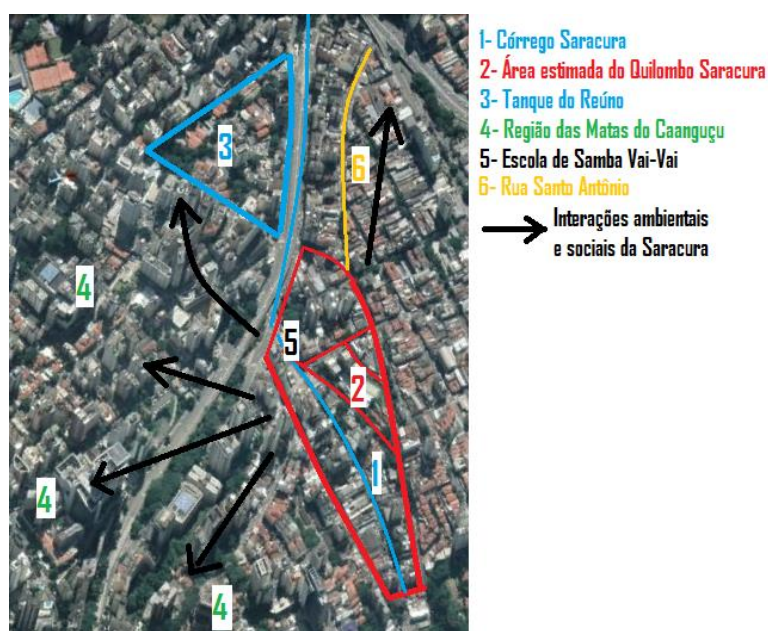 1- Córrego Saracura
2- Área estimada do Quilombo Saracura
3- Tanque do Reúno
4- Região das Matas do Caanguçu
5- Escola de Samba Vai-Vai
6- Rua Santo Antônio
Interações ambientais
e sociais da Saracura
3
6
4
5
2
4
1
4